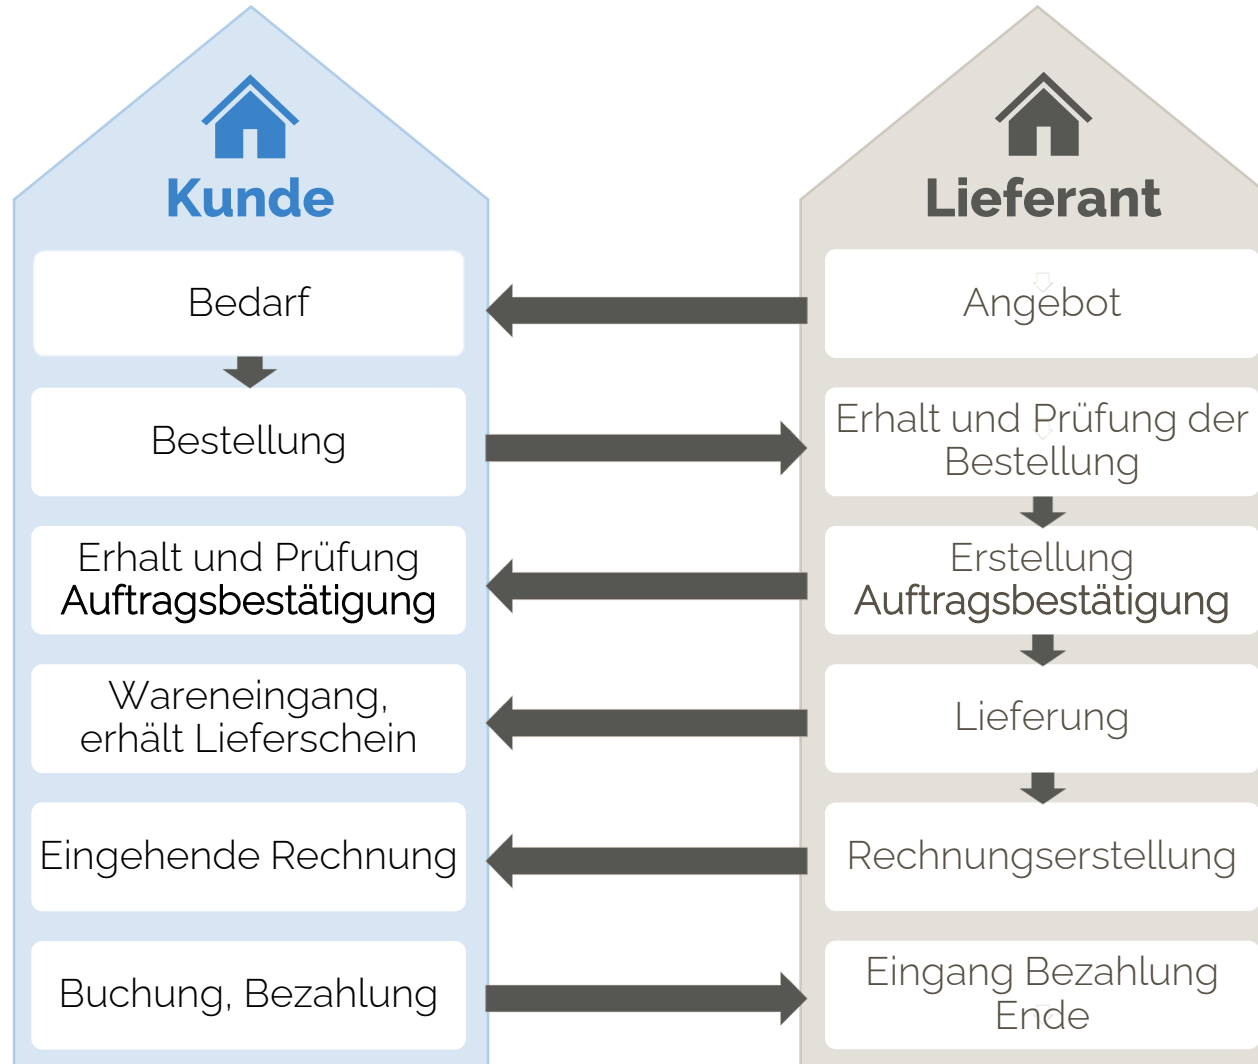 Kunde
Lieferant
Bedarf
Angebot
Bestellung
Erhalt und Prüfung der
Bestellung
Erhalt und Prüfung
Auftragsbestätigung
Erstellung
Auftragsbestätigung
Wareneingang,
erhält Lieferschein
Lieferung
Eingehende Rechnung
Rechnungserstellung
Buchung, Bezahlung
Eingang Bezahlung
Ende